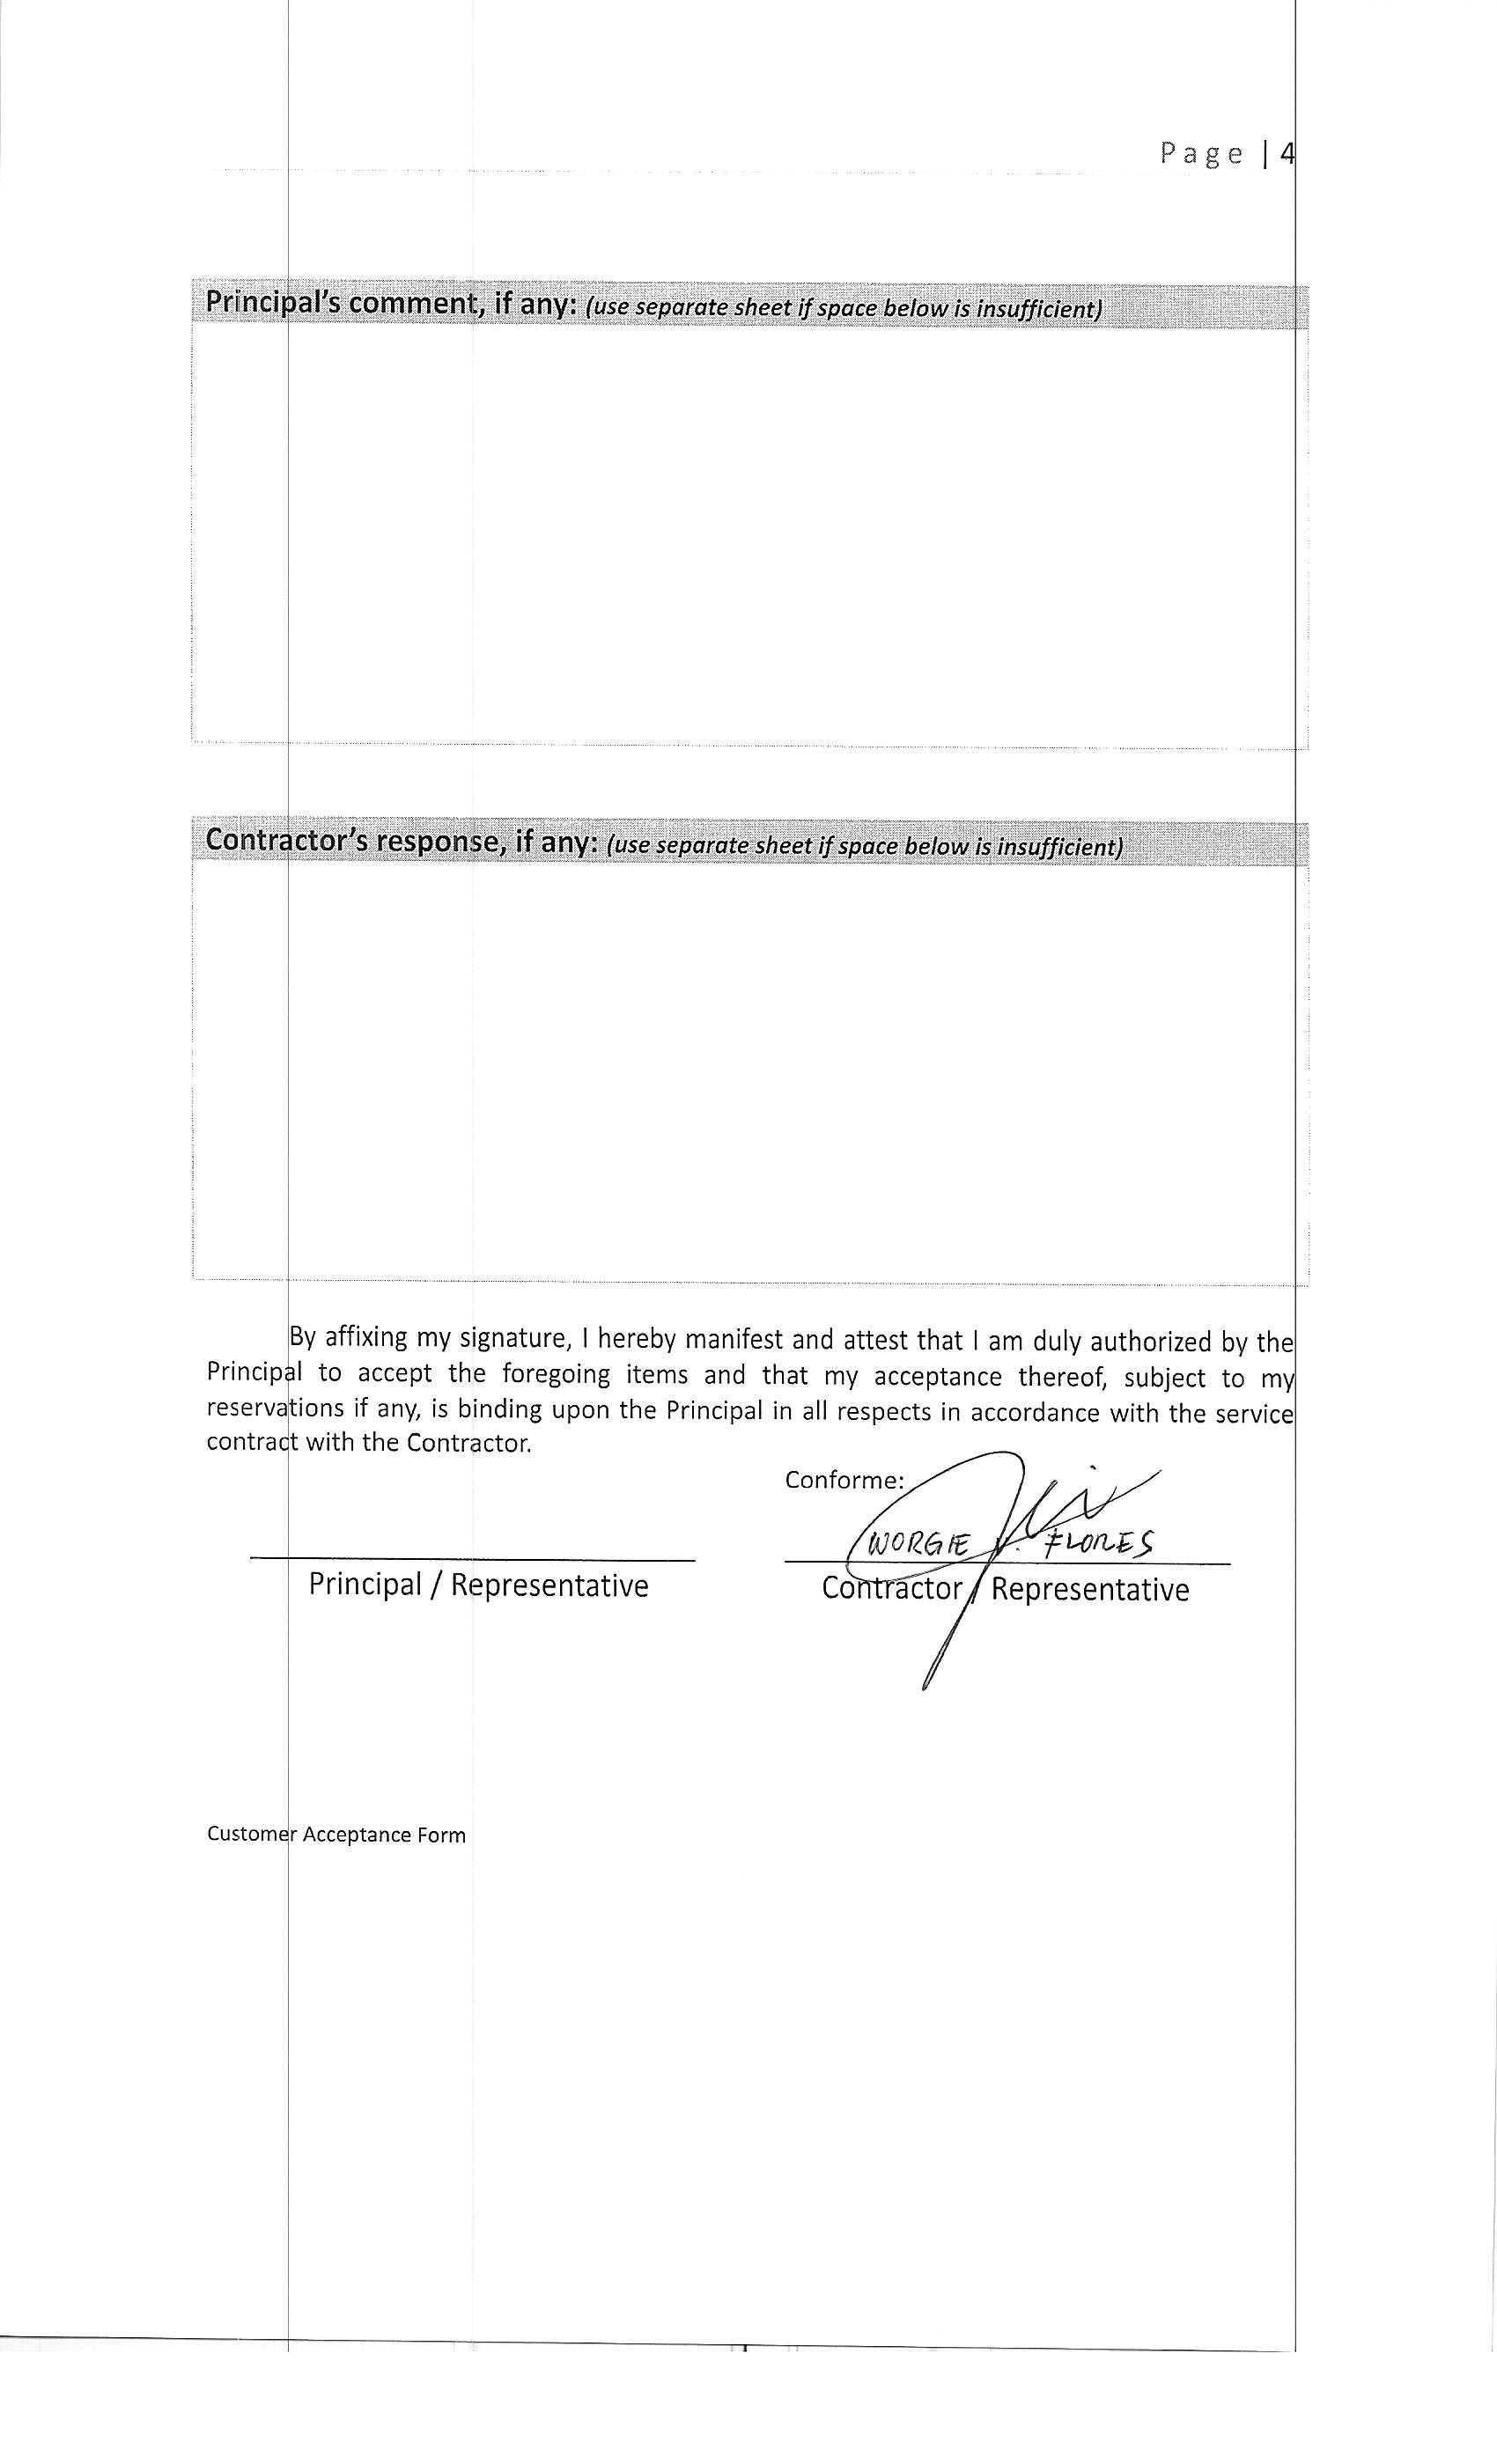 Page | 4
Principal's comment, if any: (use separate sheet if space below is insufficient)
Contractor's response, if any: (use separate sheet if space below is insufficient)
By affixing my signature, I hereby manifest and attest that I am duly authorized by the
Principal to accept the foregoing items and that my acceptance thereof, subject to my
reservations if any, is binding upon the Principal in all respects in accordance with the service
contract with the Contractor.
Conforme:
WORGIE FLORES
Principal / Representative
Contractor / Representative
Customer Acceptance Form